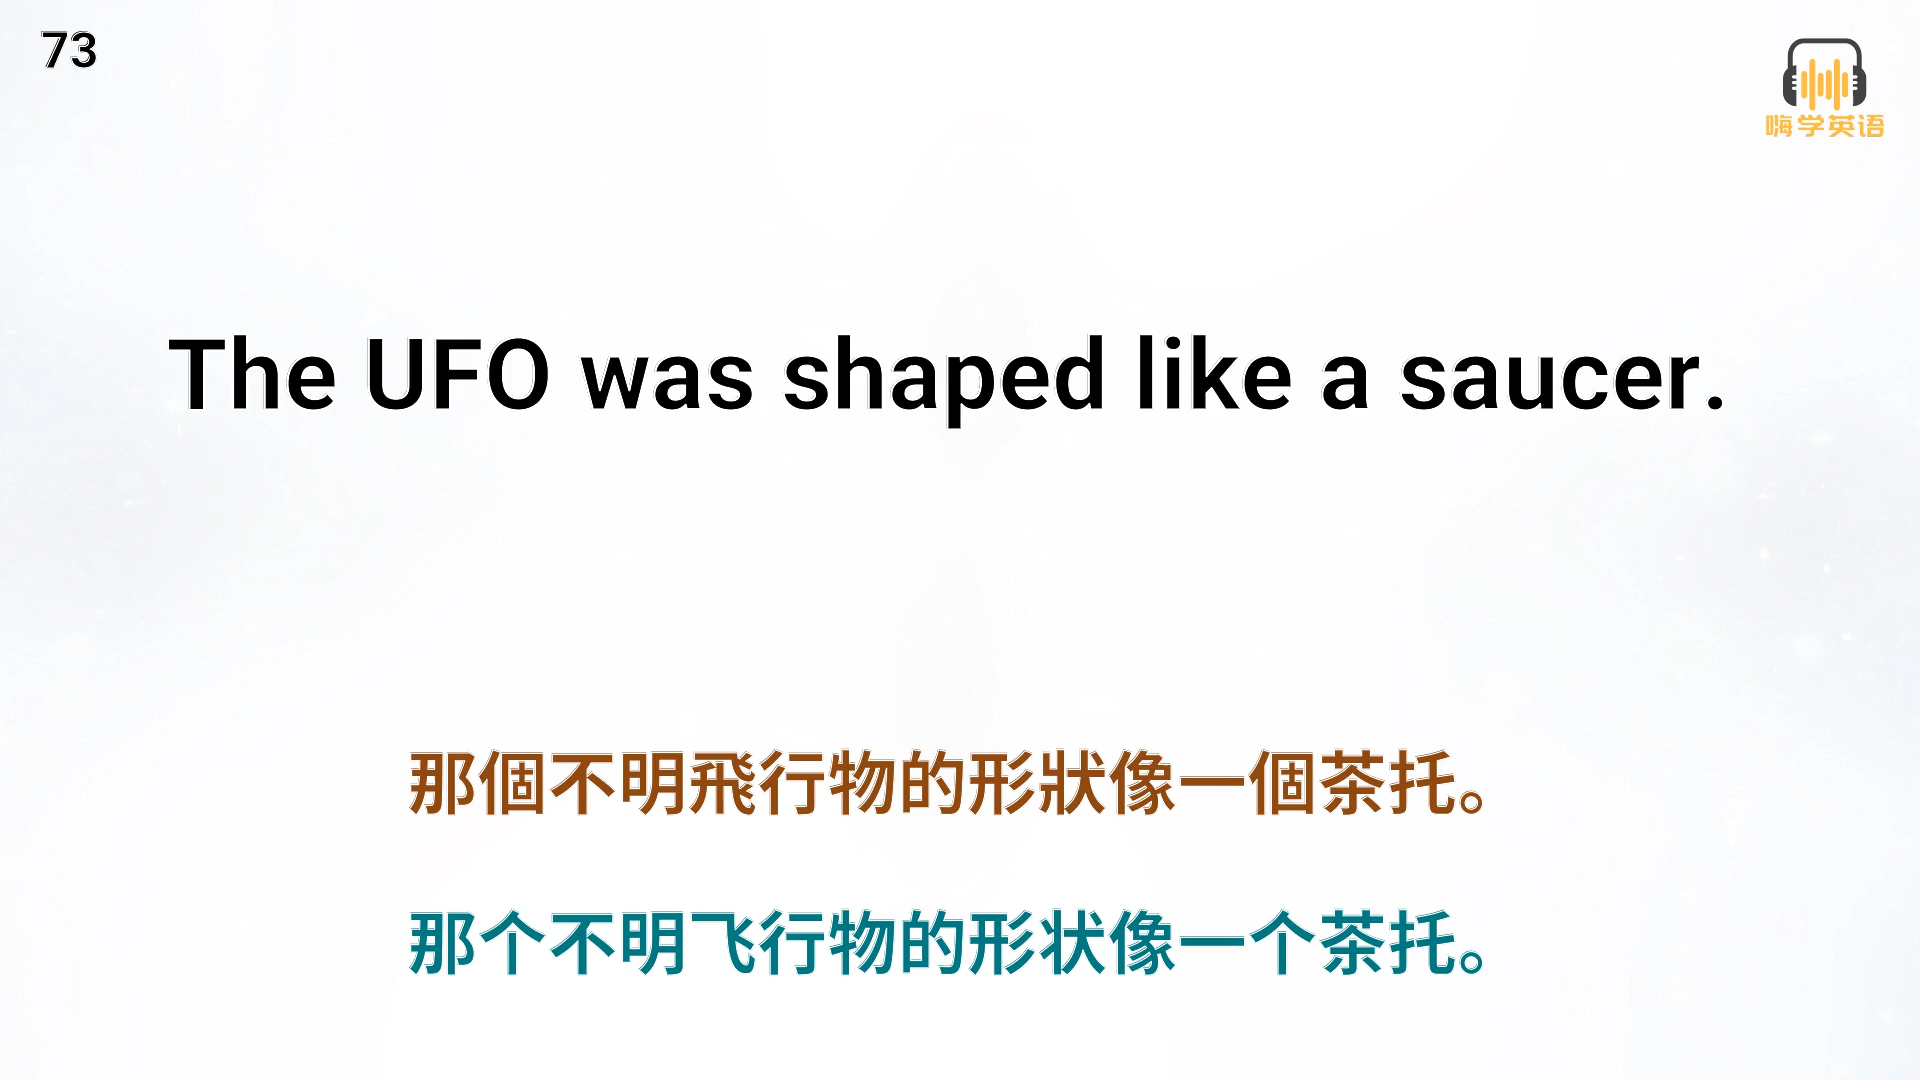 73
嗨学英语
The UFO was shaped like a saucer.
那個不明飛行物的形狀像一個茶托。
那个不明飞行物的形状像一个茶托。